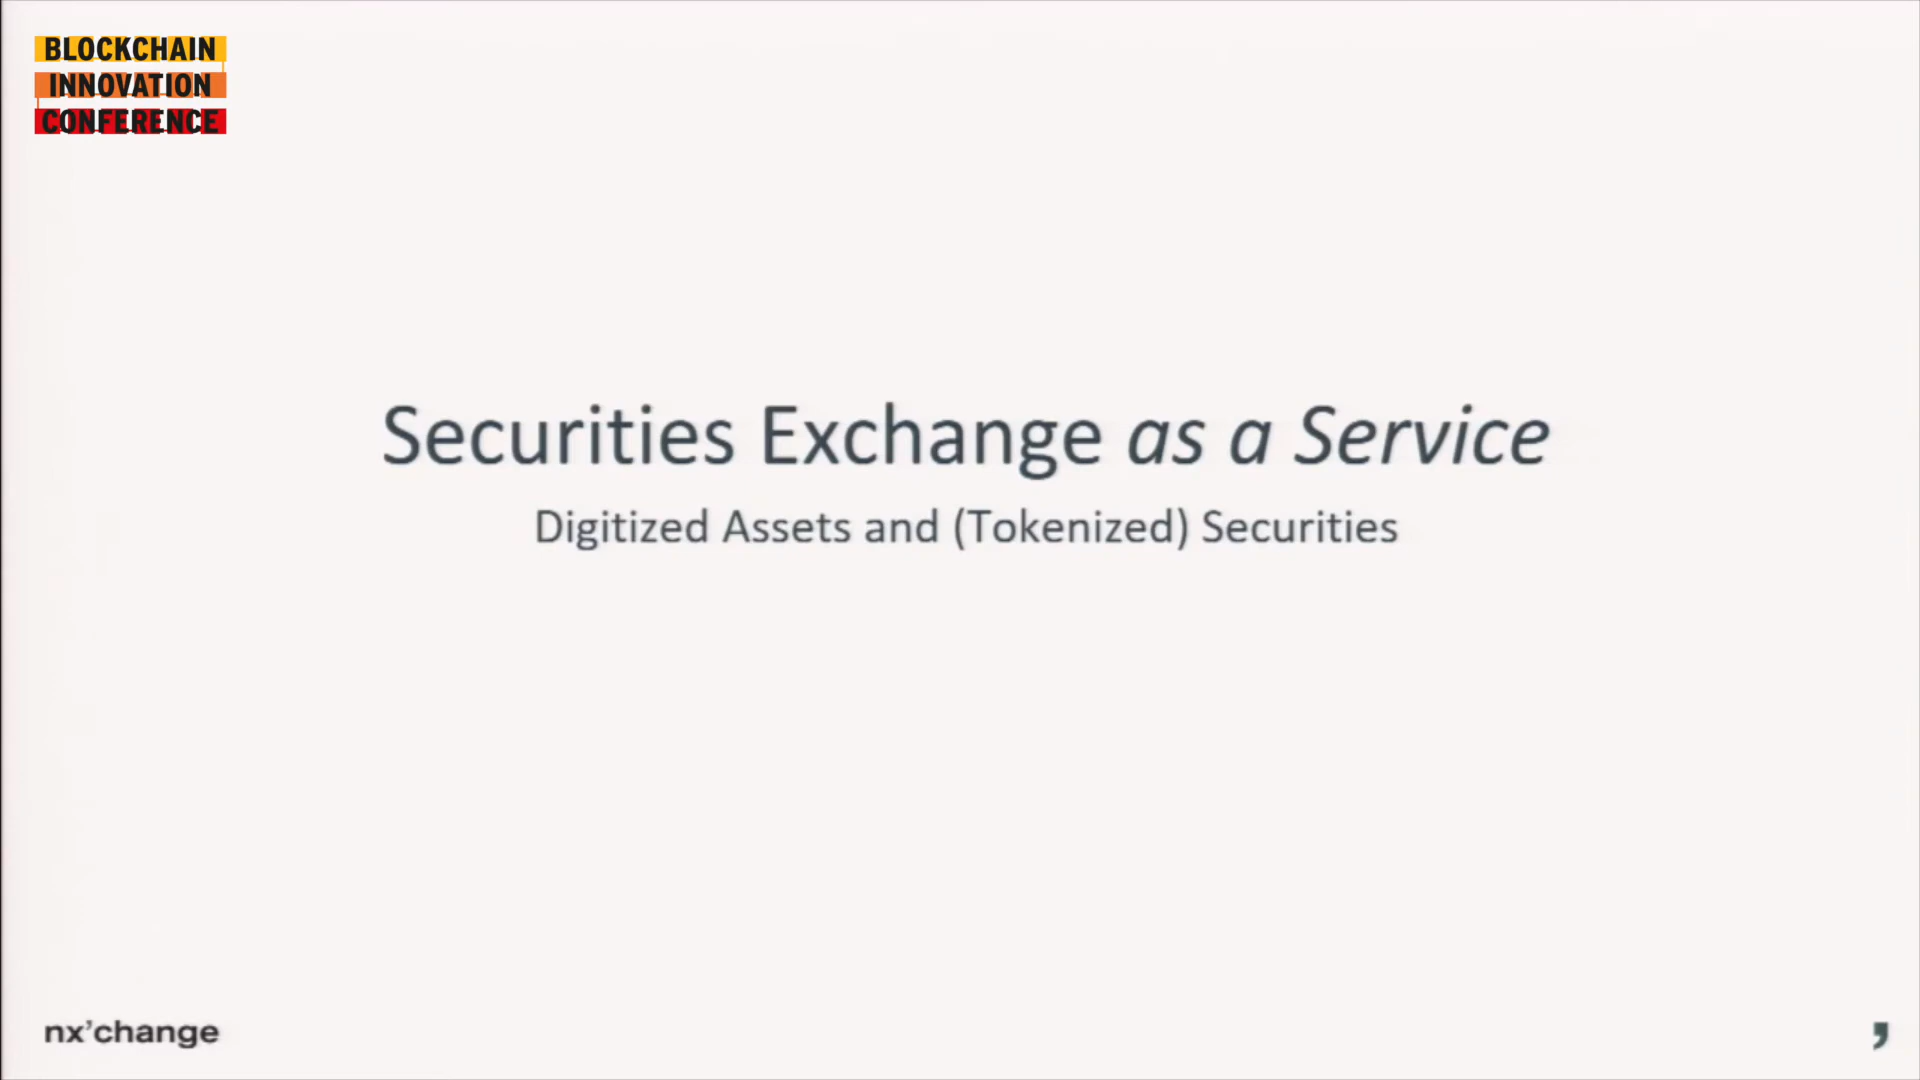 BLOCKCHAIN
INNOVATION
CONFERENCE
Securities Exchange as a Service
Digitized Assets and (Tokenized) Securities
nx’change